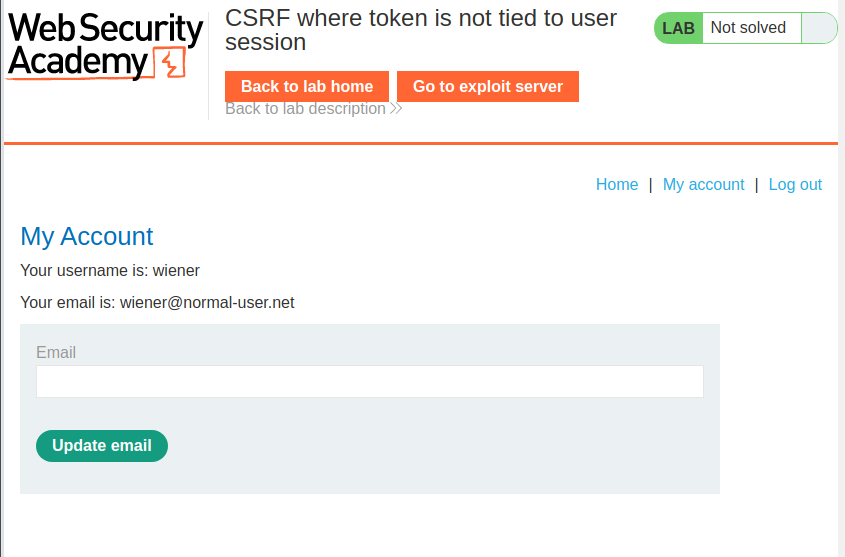 Web Security
Academy
CSRF where token is not tied to user
session
LAB Not solved
Back to lab home
Go to exploit server
Back to lab description
Home | My account | Log out
My Account
Your username is: wiener
Your email is: wiener@normal-user.net
Email
Update email